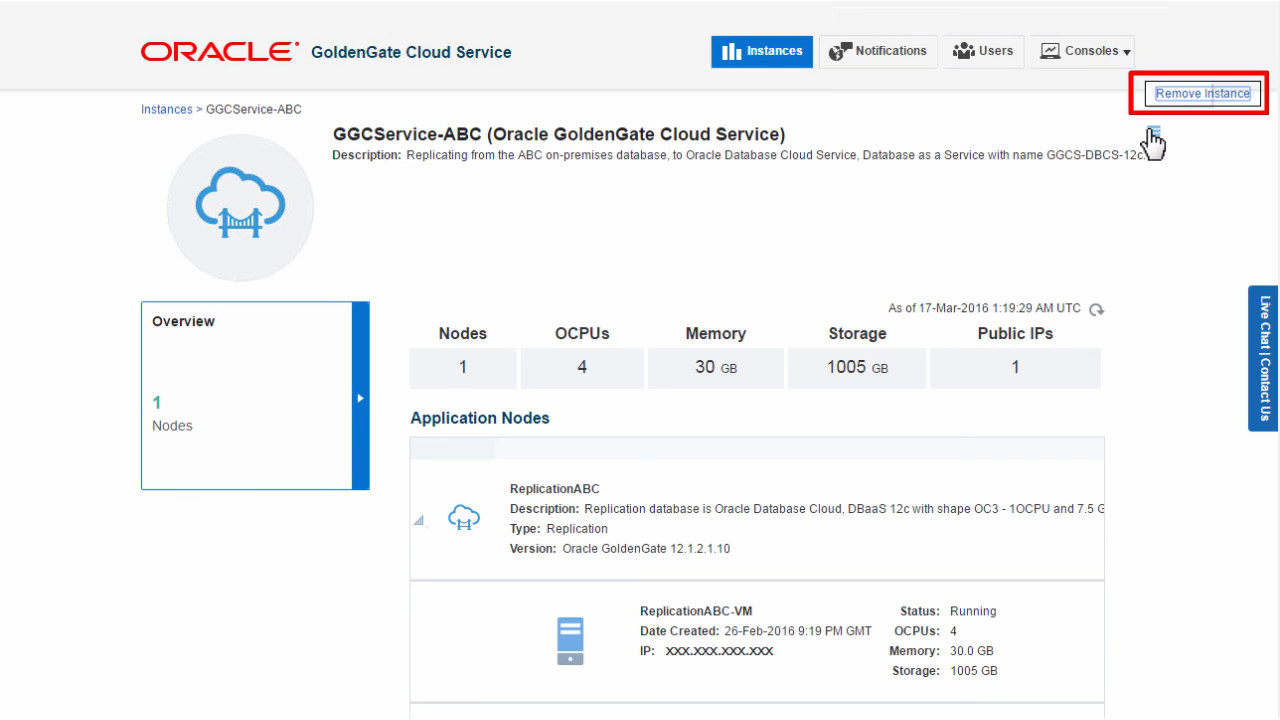 ORACLE GoldenGate Cloud Service
Instances
Notifications
Users
Consoles
Remove Instance
Instances > GGCService-ABC
GGCService-ABC (Oracle GoldenGate Cloud Service)
Description: Replicating from the ABC on-premises database, to Oracle Database Cloud Service, Database as a Service with name GGCS-DBCS-12c.
Overview
1
Nodes
As of 17-Mar-2016 1:19:29 AM UTC
Nodes OCPUs Memory Storage Public IPs
1 4 30 GB 1005 GB 1
Application Nodes
ReplicationABC
Description: Replication database is Oracle Database Cloud, DBaaS 12c with shape OC3 - 1OCPU and 7.5 G
Type: Replication
Version: Oracle GoldenGate 12.1.2.1.10
ReplicationABC-VM
Date Created: 26-Feb-2016 9:19 PM GMT
IP: XXX.XXX.XXX.XXX
Status: Running
OCPUs: 4
Memory: 30.0 GB
Storage: 1005 GB
Live Chat | Contact Us